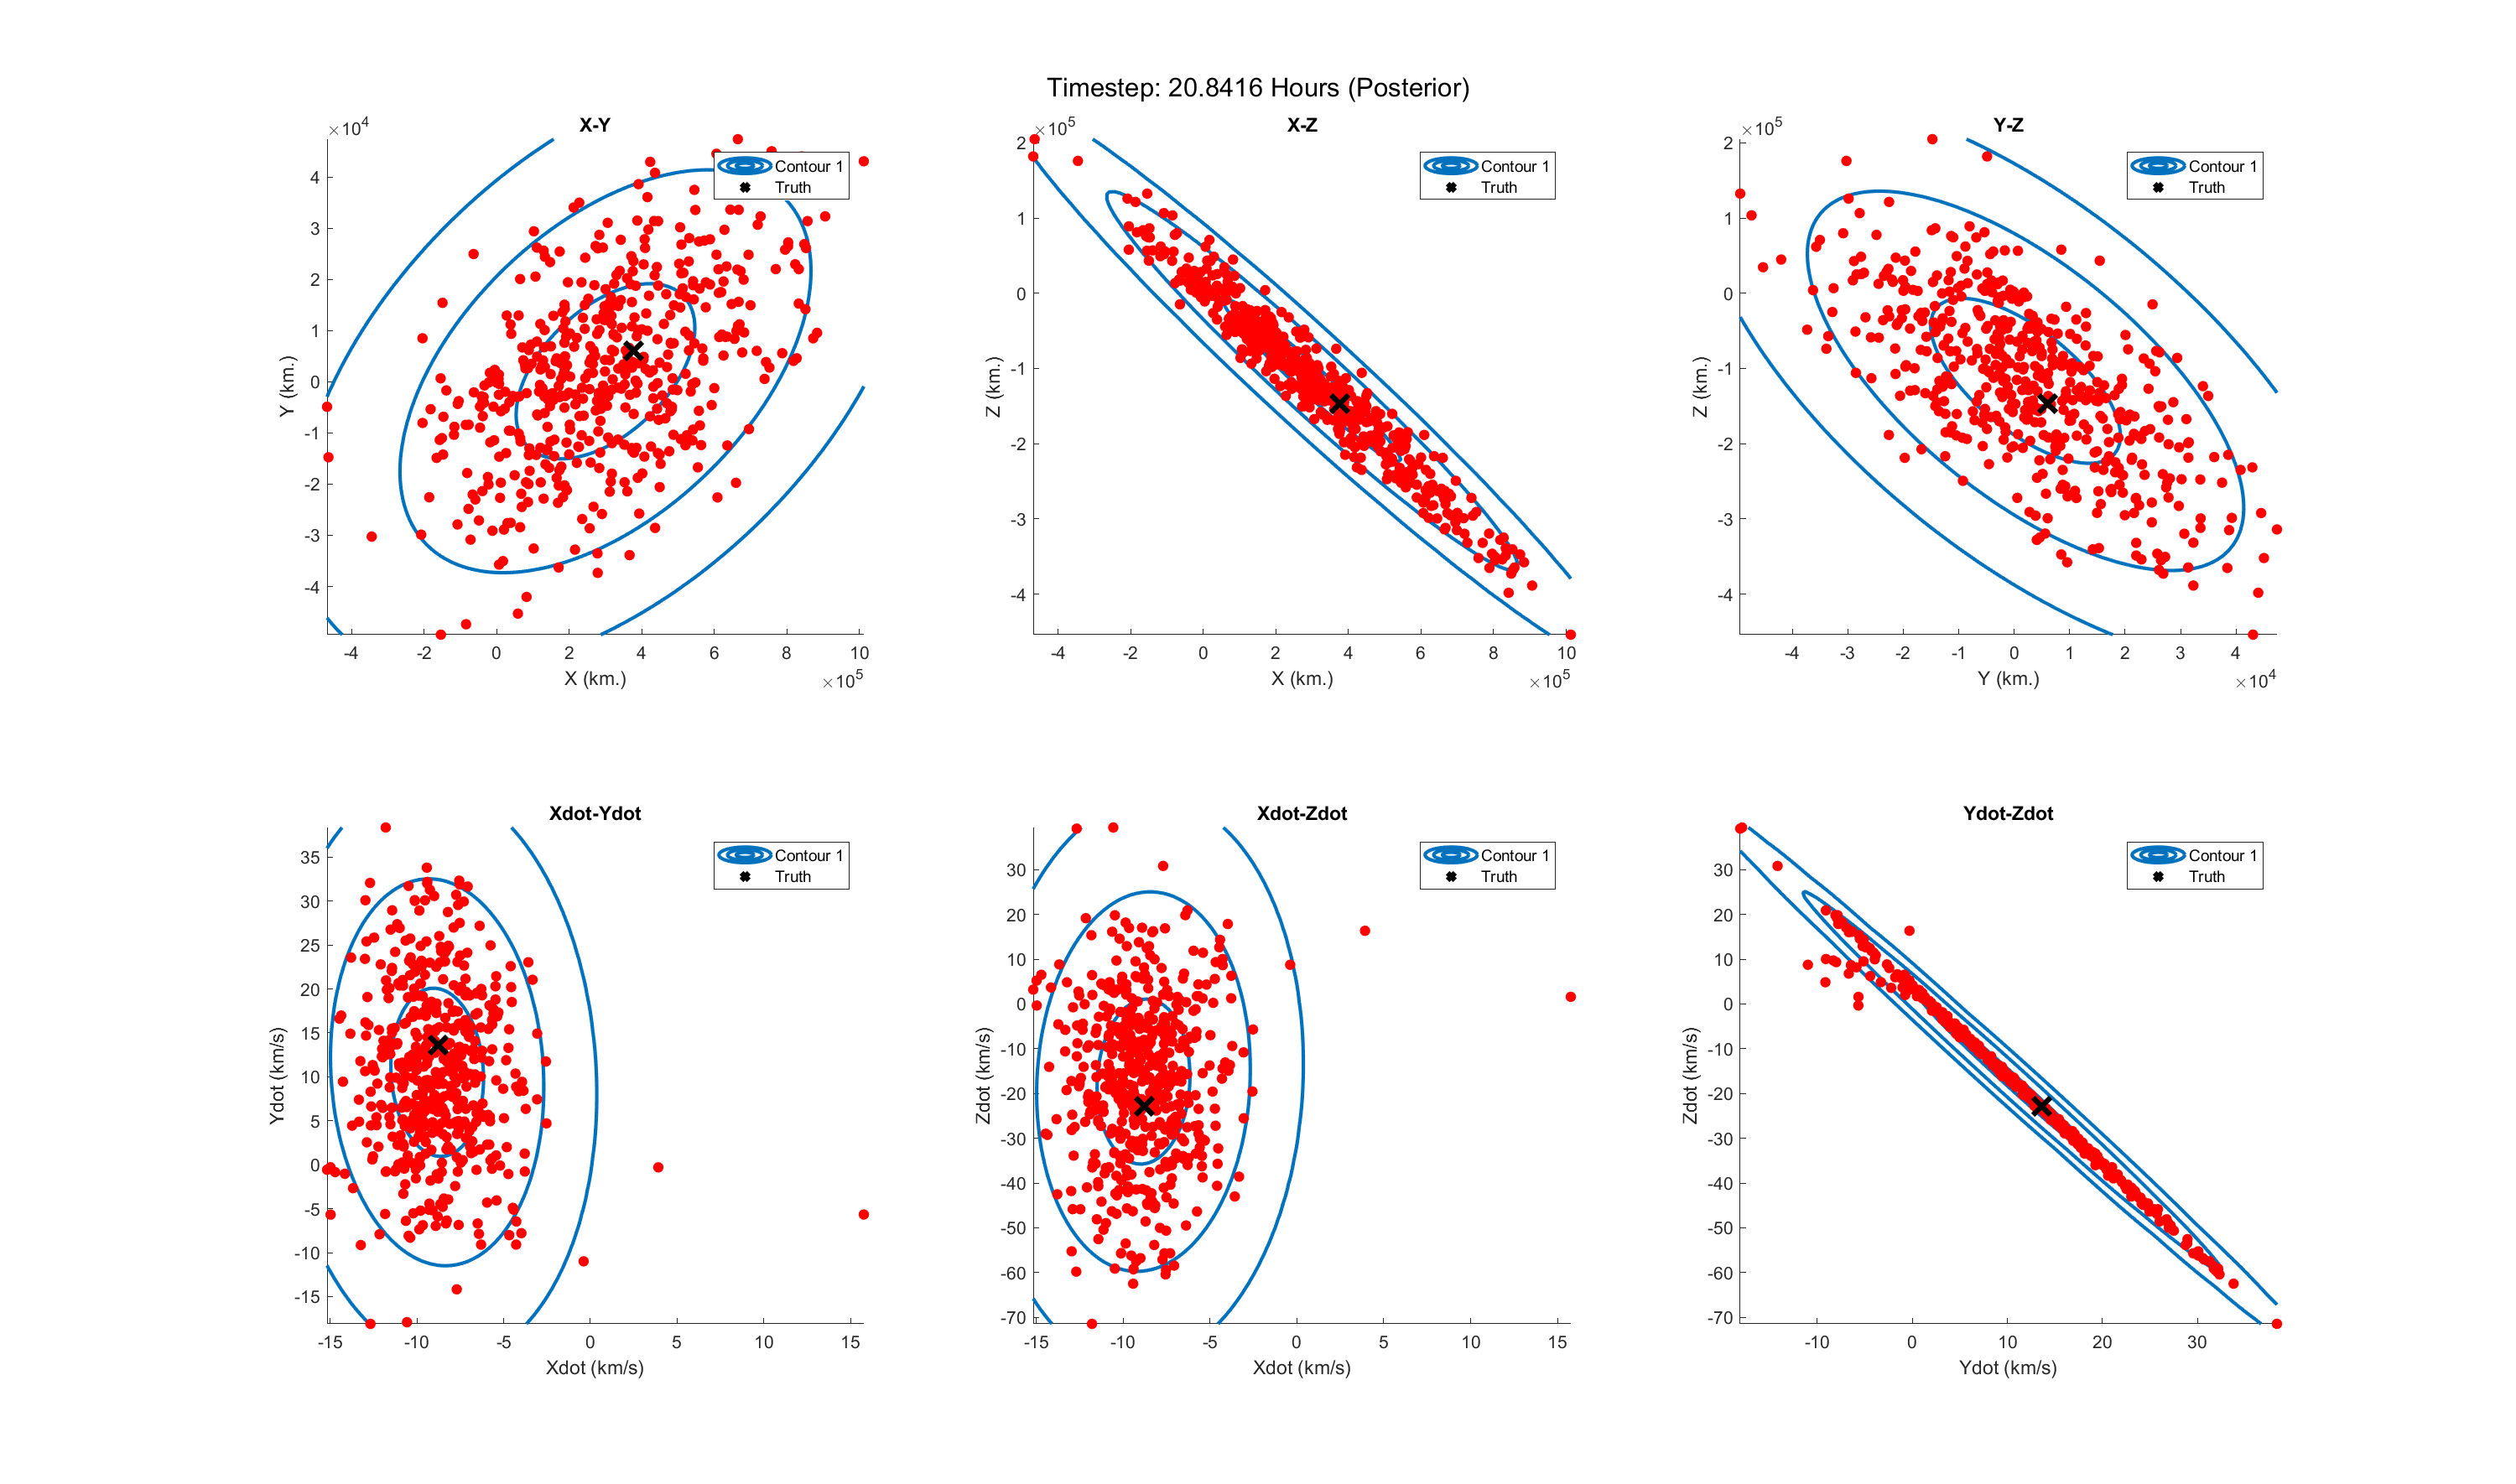 Timestep: 20.8416 Hours (Posterior)
X-Y
×10^4
4
3
2
1
0
-1
-2
-3
-4
Y (km.)
-4 -2 0 2 4 6 8 10
X (km.)
×10^5
Contour 1
Truth
X-Z
×10^5
2
1
0
-1
-2
-3
-4
Z (km.)
-4 -2 0 2 4 6 8 10
X (km.)
×10^5
Contour 1
Truth
Y-Z
×10^5
2
1
0
-1
-2
-3
-4
Z (km.)
-4 -3 -2 -1 0 1 2 3 4
Y (km.)
×10^4
Contour 1
Truth
Xdot-Ydot
35
30
25
20
15
10
5
0
-5
-10
-15
Ydot (km/s)
-15 -10 -5 0 5 10 15
Xdot (km/s)
Contour 1
Truth
Xdot-Zdot
30
20
10
0
-10
-20
-30
-40
-50
-60
-70
Zdot (km/s)
-15 -10 -5 0 5 10 15
Xdot (km/s)
Contour 1
Truth
Ydot-Zdot
30
20
10
0
-10
-20
-30
-40
-50
-60
-70
Zdot (km/s)
-10 0 10 20 30
Ydot (km/s)
Contour 1
Truth